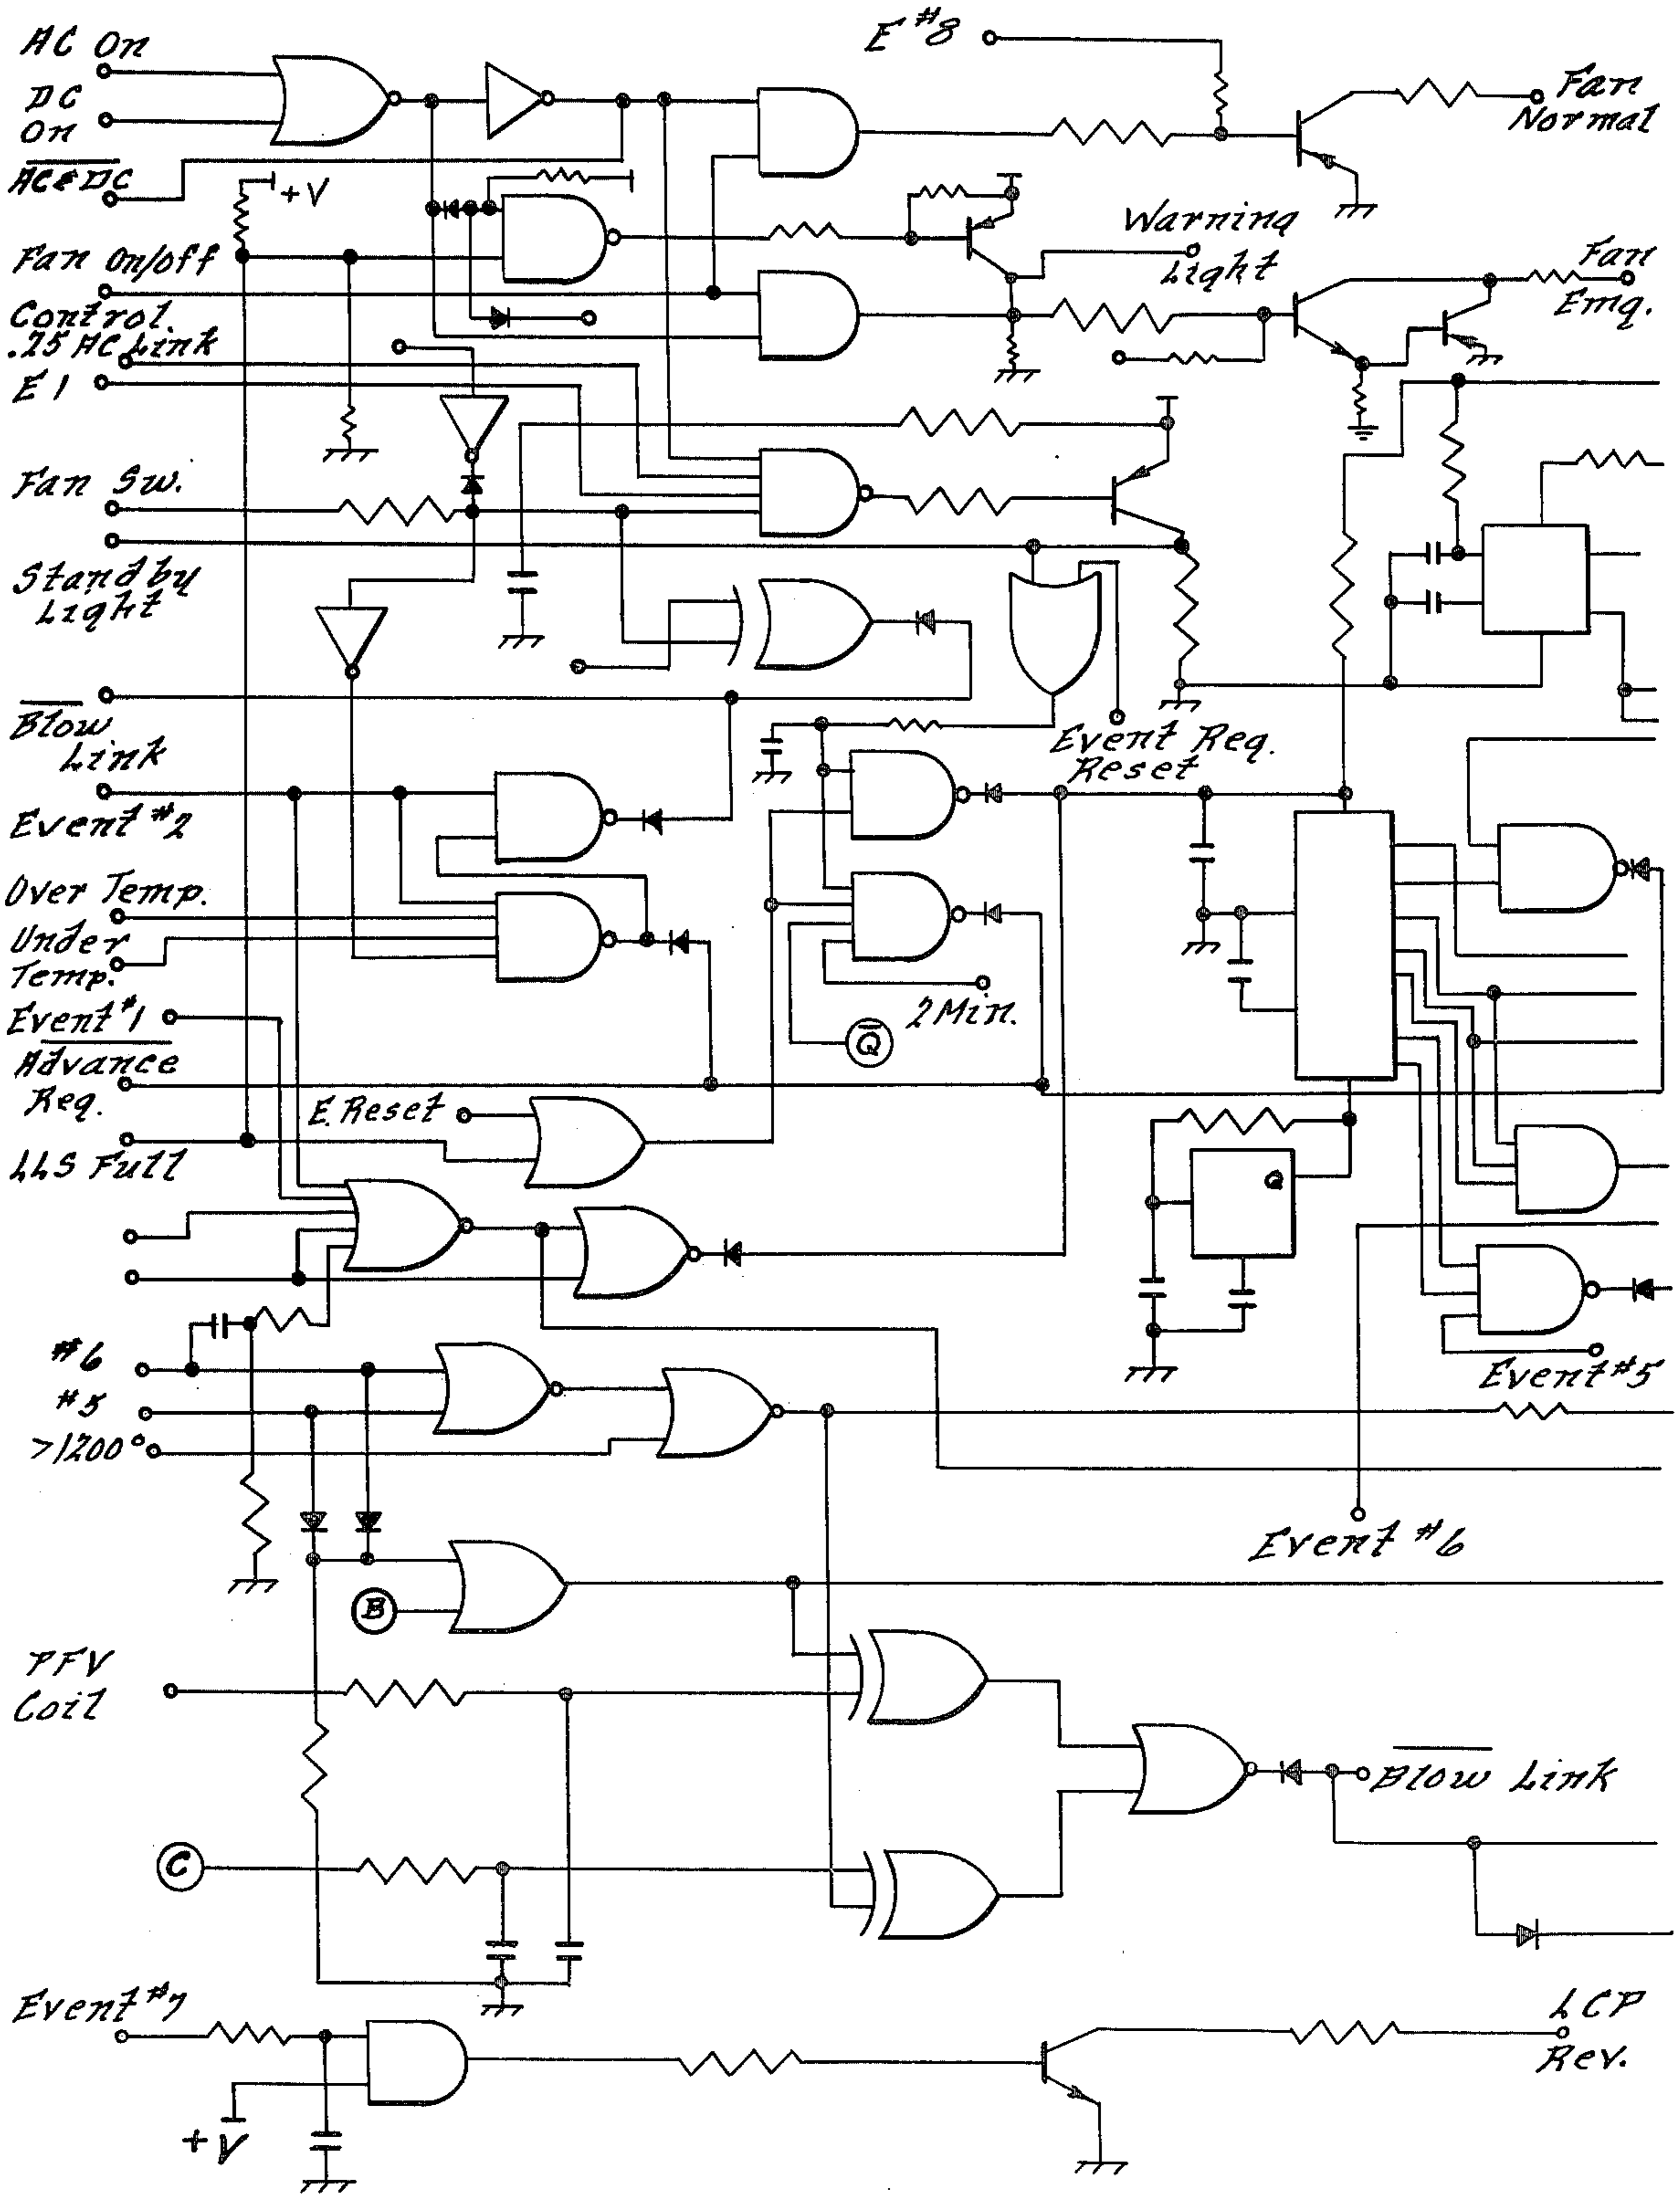 AC On
DC
On
AC & DC
+V
Fan On/off
Control
.25 AC Link
E 1
Fan Sw.
Standby
Light
Blow
Link
Event #2
Over Temp.
Under
Temp.
Event #1
Advance
Req.
E. Reset
LLS Full
#6
#5
>1200°
B
PFV
Coil
C
Event #7
+V
E #8
Fan
Normal
Warning
Light
Fan
Emq.
Event Req.
Reset
2 Min.
Q
Q
Event #5
Event #6
Blow Link
LCP
Rev.